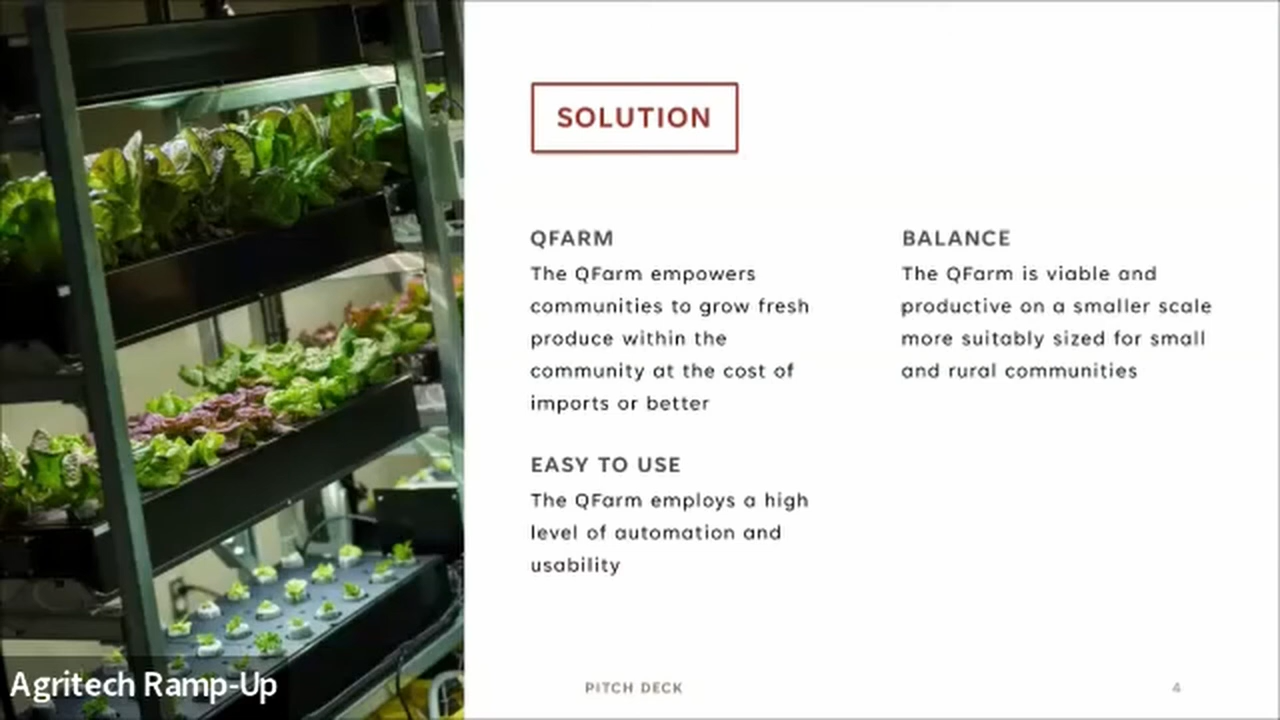 SOLUTION
QFARM
The QFarm empowers
communities to grow fresh
produce within the
community at the cost of
imports or better
EASY TO USE
The QFarm employs a high
level of automation and
usability
BALANCE
The QFarm is viable and
productive on a smaller scale
more suitably sized for small
and rural communities
Agritech Ramp-Up
PITCH DECK
4